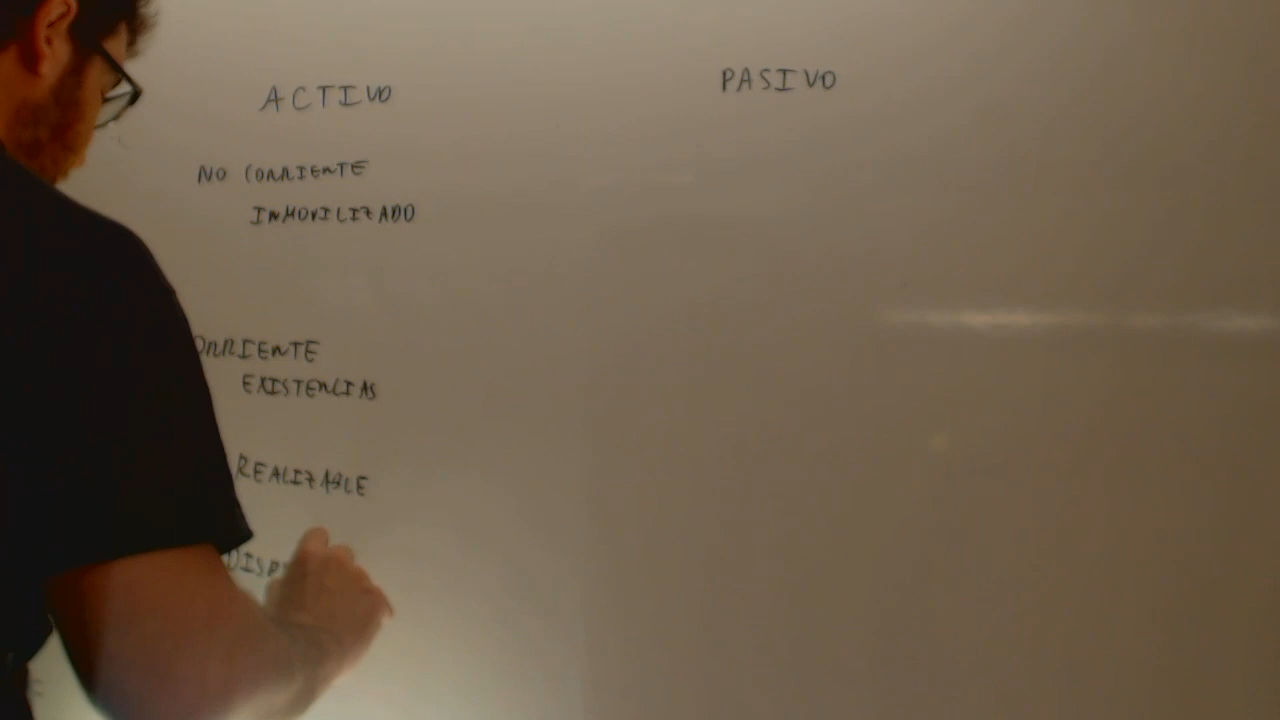 ACTIVO
PASIVO
NO CORRIENTE
INMOVILIZADO
ORRIENTE
EXISTENCIAS
REALIZABLE
DISP